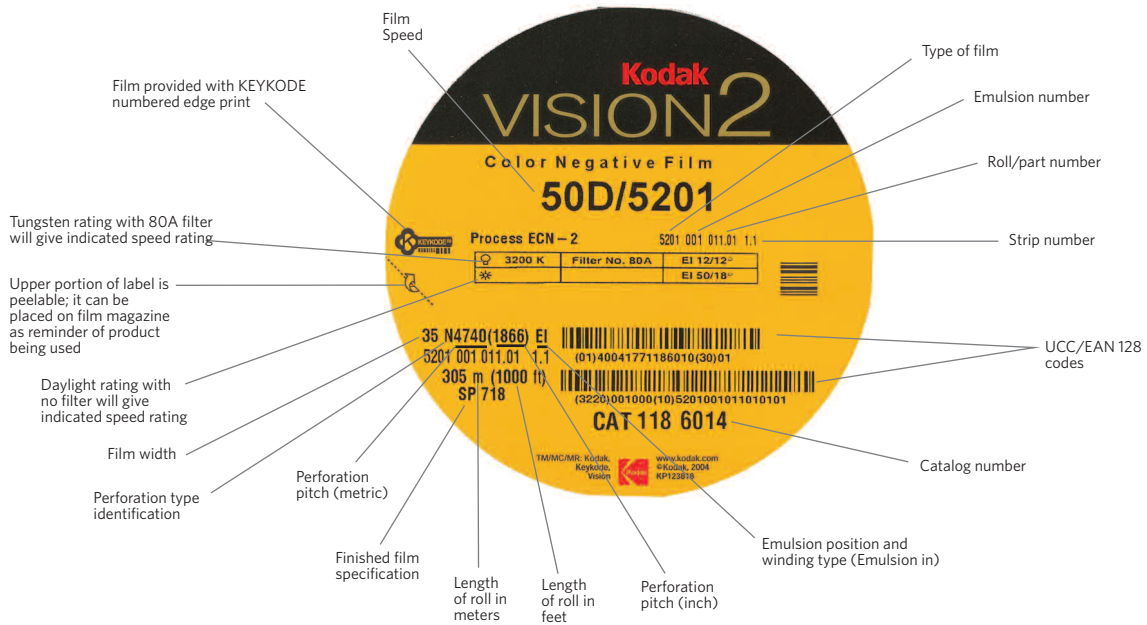 Film
Speed
Type of film
Film provided with KEYKODE
numbered edge print
Emulsion number
Roll/part number
Tungsten rating with 80A filter
will give indicated speed rating
Strip number
Upper portion of label is
peelable; it can be
placed on film magazine
as reminder of product
being used
UCC/EAN 128
codes
Daylight rating with
no filter will give
indicated speed rating
Film width
Perforation type
identification
Perforation
pitch (metric)
Finished film
specification
Length
of roll in
meters
Length
of roll in
feet
Perforation
pitch (inch)
Emulsion position and
winding type (Emulsion in)
Catalog number
Kodak
VISION2
Color Negative Film
50D/5201
KEYKODE
NUMBERS
Process ECN – 2
5201 001 011.01 1.1
3200 K Filter No. 80A EI 12/12°
EI 50/18°
35 N4740(1866) EI
5201 001 011.01 1.1
305 m (1000 ft)
SP 718
(01)40041771186010(30)01
(3220)001000(10)5201001011010101
CAT 118 6014
TM/MC/MR: Kodak,
Keykode,
Vision
Kodak
www.kodak.com
©Kodak, 2004
KP123818